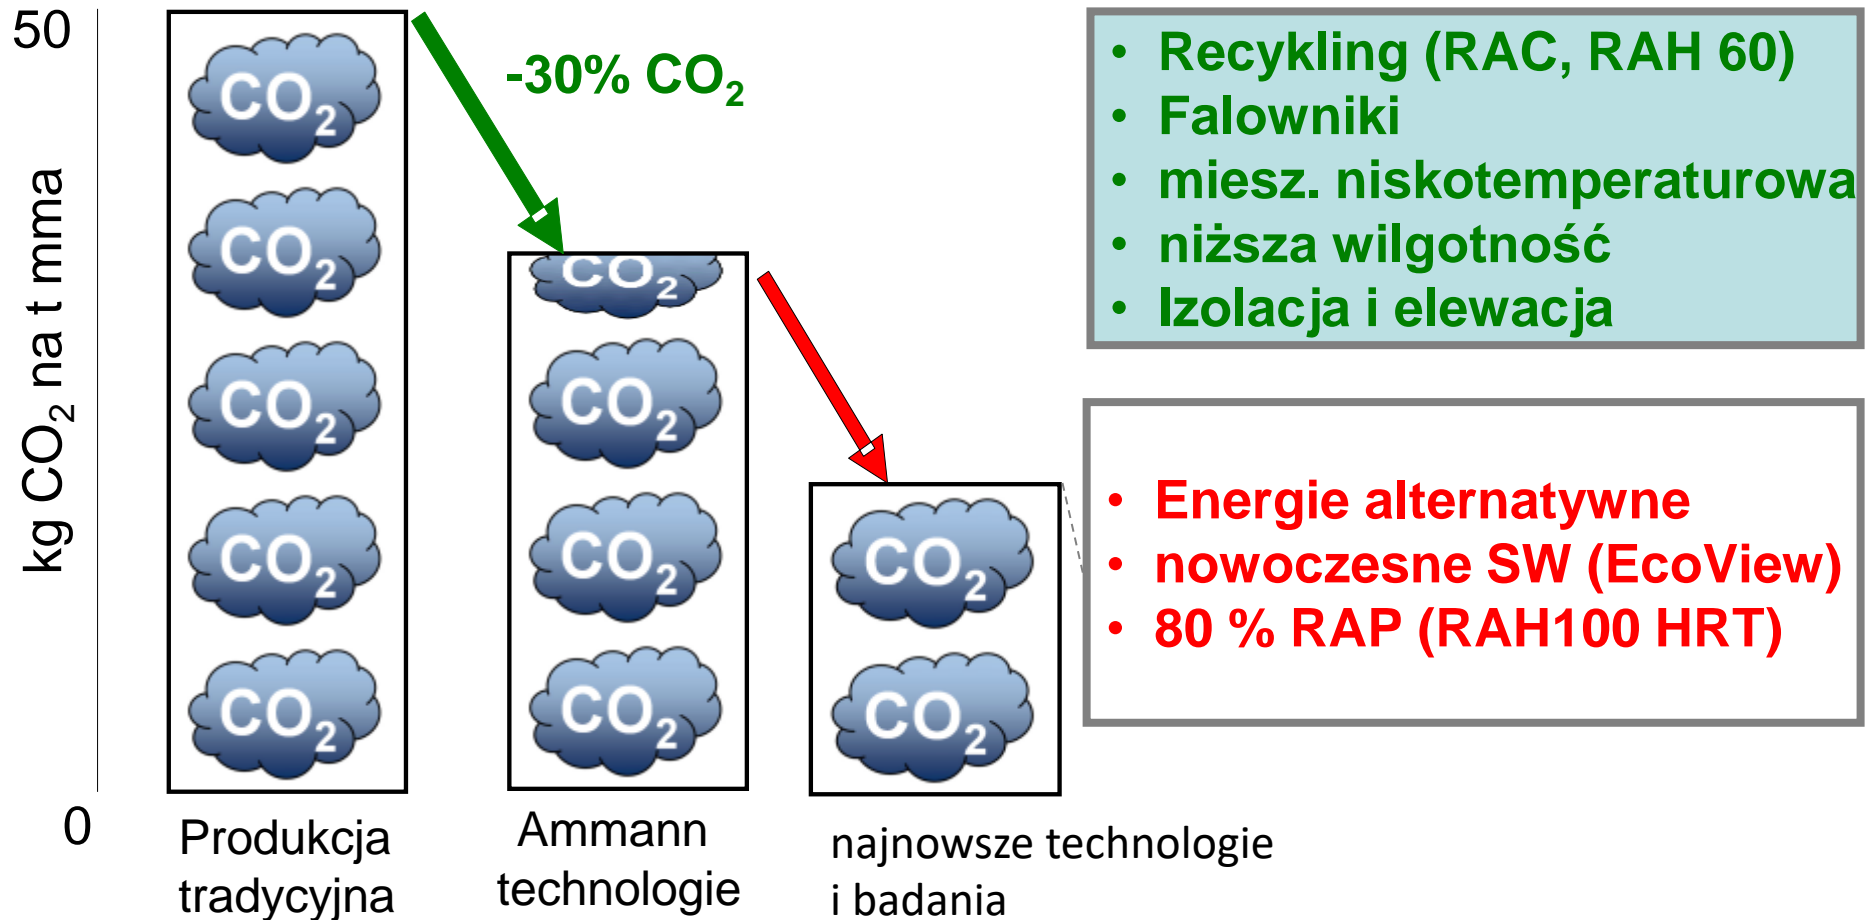 50
kg CO₂ na t mma
0
CO₂
CO₂
CO₂
CO₂
CO₂
Produkcja
tradycyjna
-30% CO₂
CO₂
CO₂
CO₂
CO₂
Ammann
technologie
CO₂
CO₂
najnowsze technologie
i badania
• Recykling (RAC, RAH 60)
• Falowniki
• miesz. niskotemperaturowa
• niższa wilgotność
• Izolacja i elewacja
• Energie alternatywne
• nowoczesne SW (EcoView)
• 80 % RAP (RAH100 HRT)